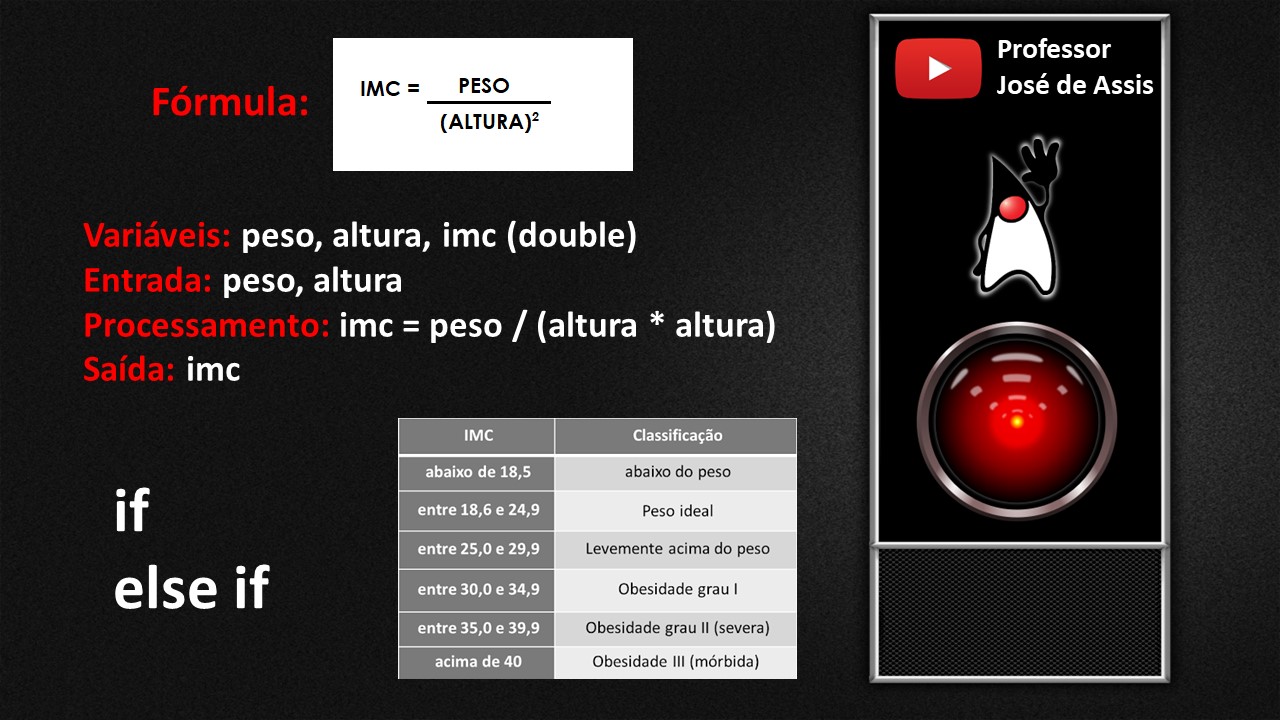 Fórmula:
IMC = PESO
(ALTURA)²
Professor
José de Assis
Variáveis: peso, altura, imc (double)
Entrada: peso, altura
Processamento: imc = peso / (altura * altura)
Saída: imc
if
else if
IMC Classificação
abaixo de 18,5 abaixo do peso
entre 18,6 e 24,9 Peso ideal
entre 25,0 e 29,9 Levemente acima do peso
entre 30,0 e 34,9 Obesidade grau I
entre 35,0 e 39,9 Obesidade grau II (severa)
acima de 40 Obesidade III (mórbida)